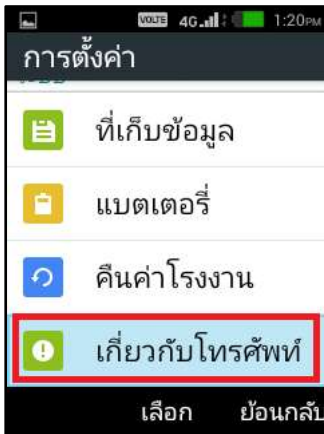 VOLTE 4G 1:20PM
การตั้งค่า
ที่เก็บข้อมูล
แบตเตอรี่
คืนค่าโรงงาน
เกี่ยวกับโทรศัพท์
เลือก ย้อนกลับ